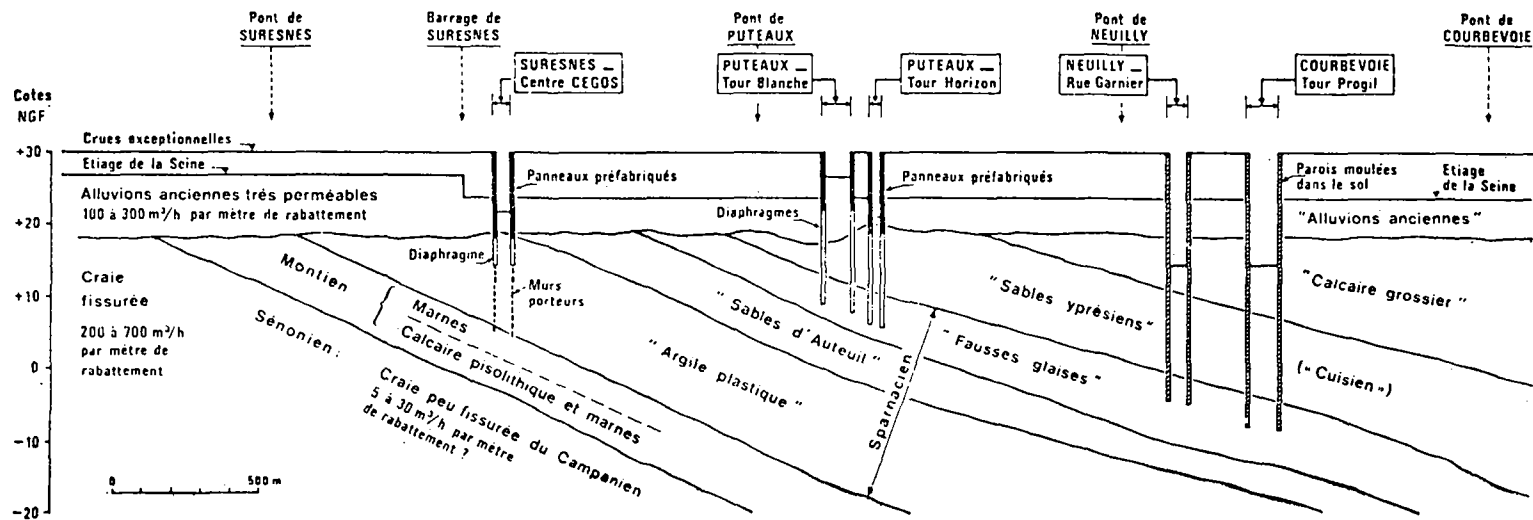 Pont de
SURESNES
Barrage de
SURESNES
Pont de
PUTEAUX
Pont de
NEUILLY
Pont de
COURBEVOIE
SURESNES _
Centre CEGOS
PUTEAUX _
Tour Blanche
PUTEAUX _
Tour Horizon
NEUILLY _
Rue Garnier
COURBEVOIE
Tour Progil
Cotes
NGF
+30
+20
+10
0
−10
−20
Crues exceptionnelles
Etiage de la Seine
Alluvions anciennes très perméables
100 à 300 m³/h par mètre de rabattement
Panneaux préfabriqués
Diaphragmes
Panneaux préfabriqués
Parois moulées
dans le sol
Etiage
de la Seine
"Alluvions anciennes"
Diaphragine
Murs
porteurs
Craie
fissurée
200 à 700 m³/h
par mètre de
rabattement
Montien
Marnes
Calcaire pisolithique et marnes
Sénonien :
Craie peu fissurée du Campanien
5 à 30 m³/h par mètre
de rabattement ?
"Argile plastique"
"Sables d'Auteuil"
"Fausses glaises"
Sparnacien
"Sables yprésiens"
("Cuisien")
"Calcaire grossier"
0
500 m